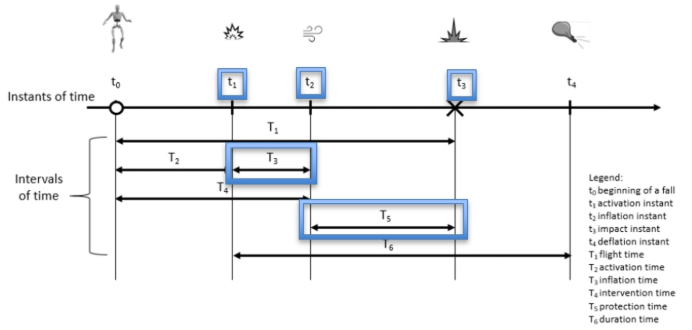 t0 t1 t2 t3 t4
Instants of time
T1
T2 T3
Intervals
of time
T4
T5
T6
Legend:
t0 beginning of a fall
t1 activation instant
t2 inflation instant
t3 impact instant
t4 deflation instant
T1 flight time
T2 activation time
T3 inflation time
T4 intervention time
T5 protection time
T6 duration time